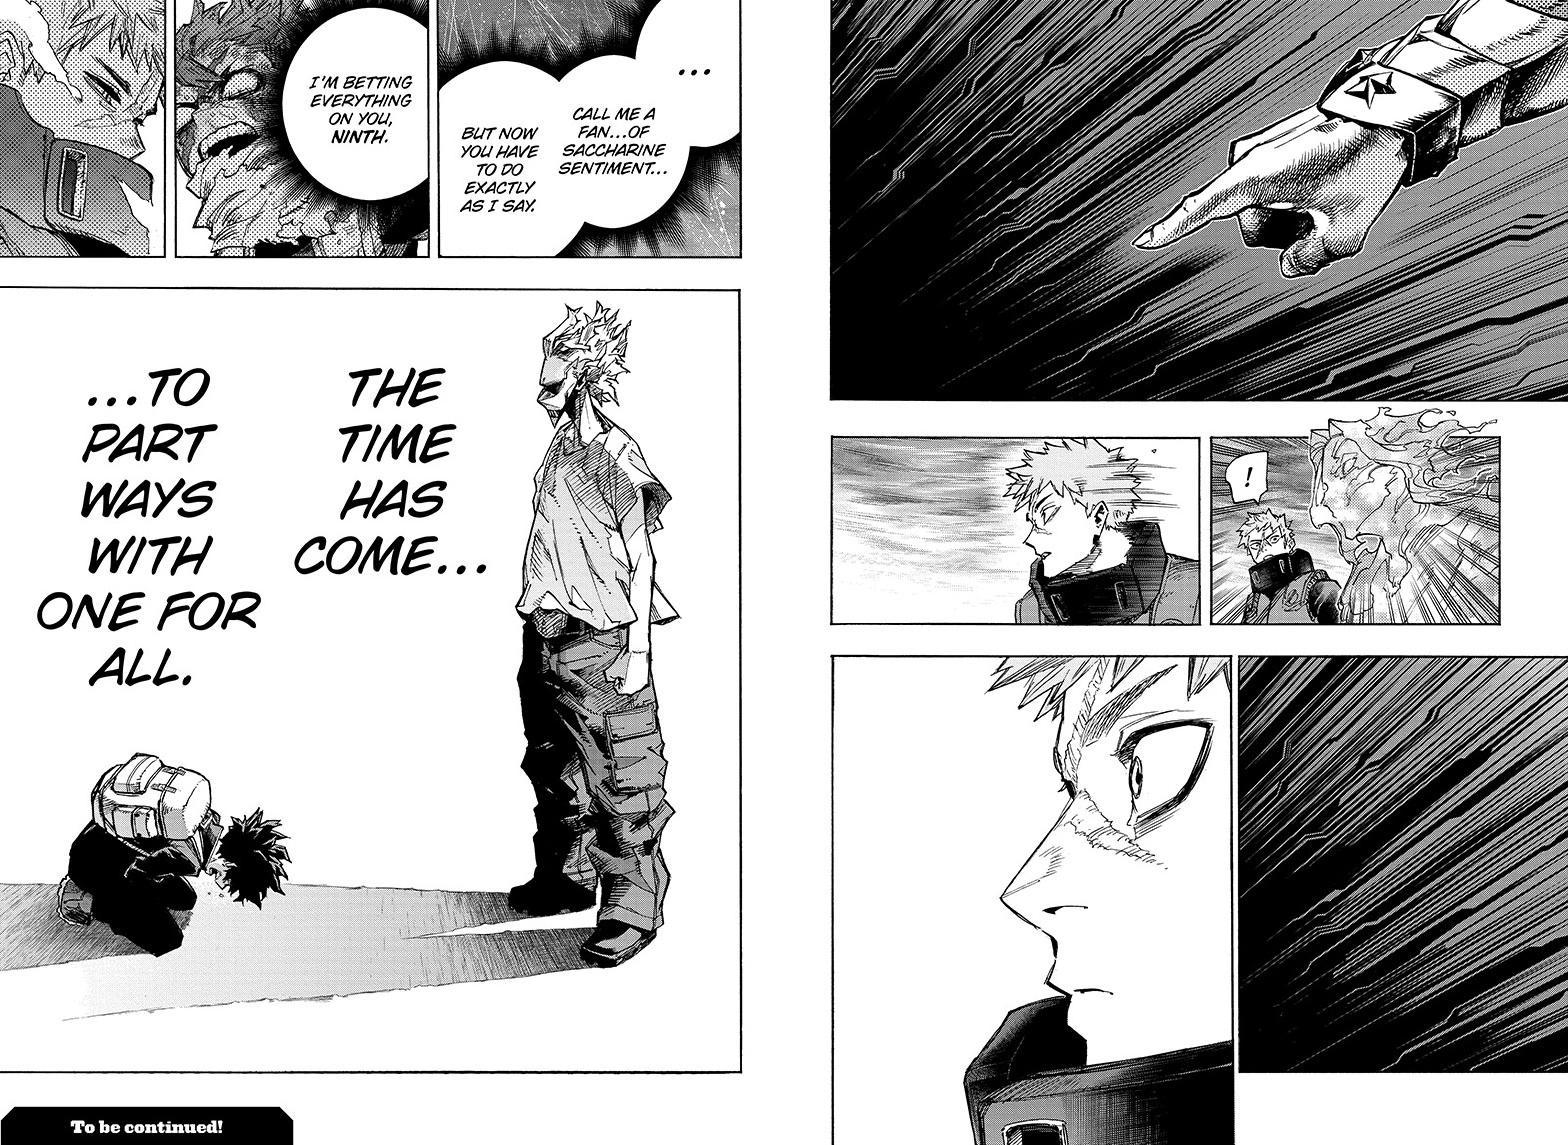 !
...
CALL ME A
FAN...OF
SACCHARINE
SENTIMENT...
BUT NOW
YOU HAVE
TO DO
EXACTLY
AS I SAY.
I'M BETTING
EVERYTHING
ON YOU,
NINTH.
THE
TIME
HAS
COME...
...TO
PART
WAYS
WITH
ONE FOR
ALL.
To be continued!